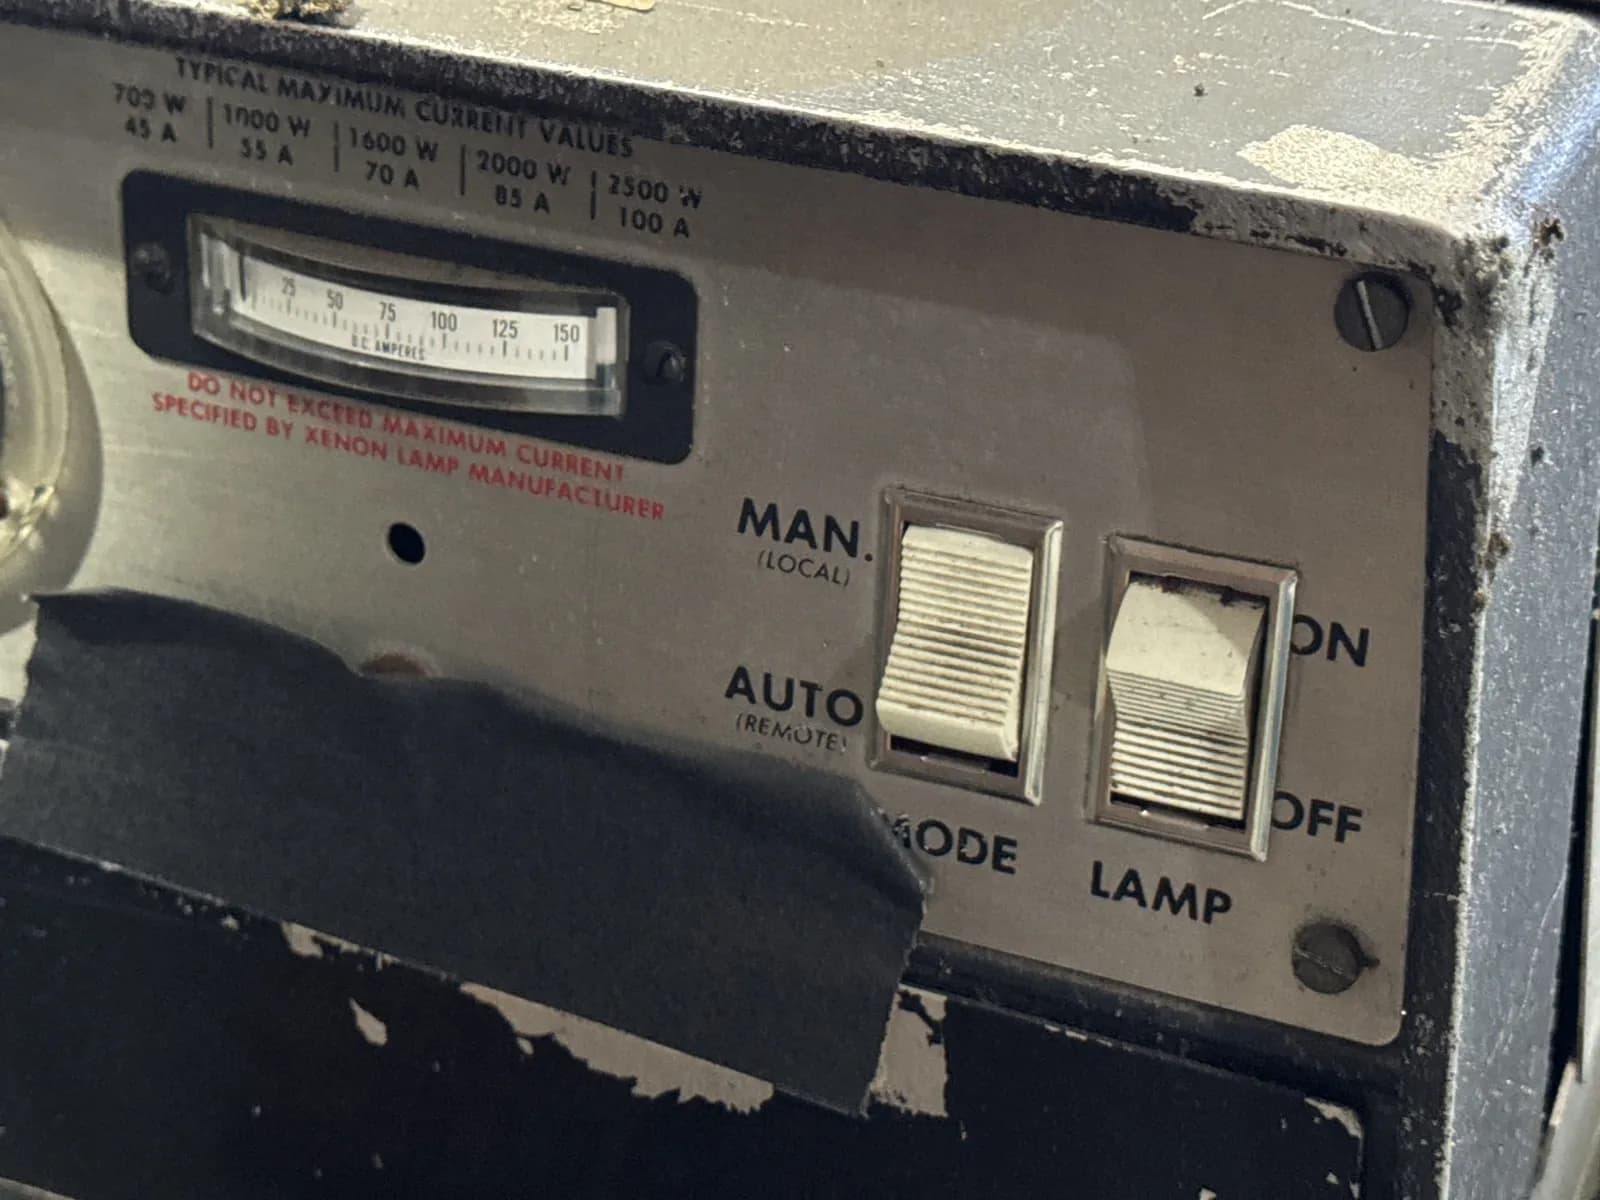 TYPICAL MAXIMUM CURRENT VALUES
700 W | 1000 W | 1600 W | 2000 W | 2500 W
45 A | 55 A | 70 A | 85 A | 100 A
25 50 75 100 125 150
D.C. AMPERES
DO NOT EXCEED MAXIMUM CURRENT
SPECIFIED BY XENON LAMP MANUFACTURER
MAN.
(LOCAL)
AUTO
(REMOTE)
MODE
ON
OFF
LAMP